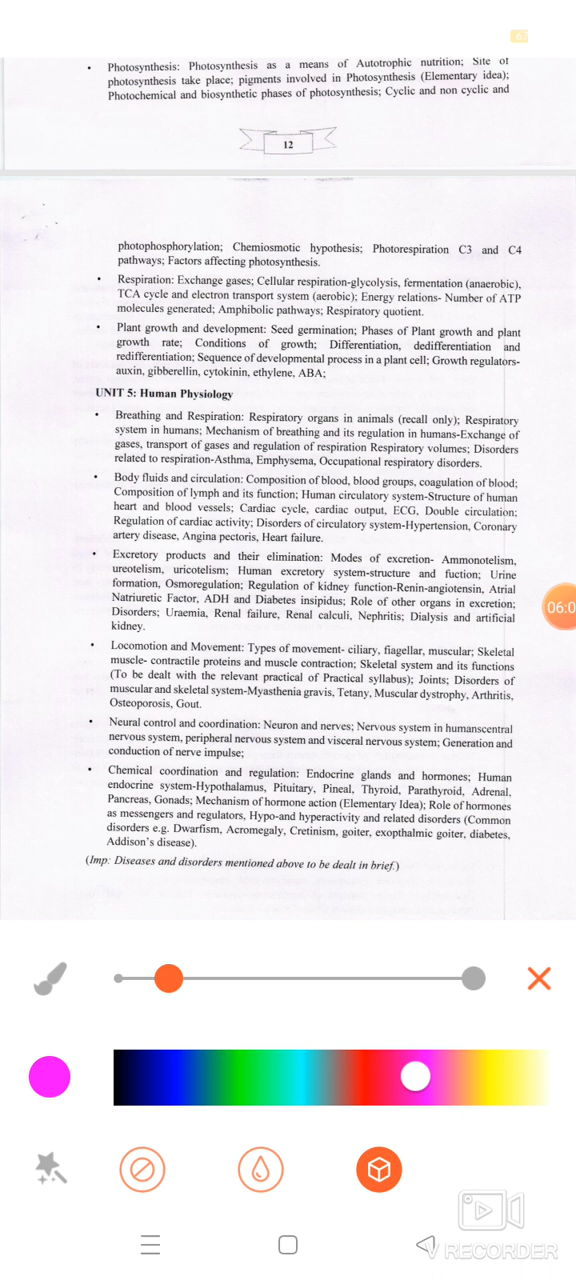 • Photosynthesis: Photosynthesis as a means of Autotrophic nutrition; Site of
photosynthesis take place; pigments involved in Photosynthesis (Elementary idea);
Photochemical and biosynthetic phases of photosynthesis; Cyclic and non cyclic and
12
photophosphorylation; Chemiosmotic hypothesis; Photorespiration C3 and C4
pathways; Factors affecting photosynthesis.
• Respiration: Exchange gases; Cellular respiration-glycolysis, fermentation (anaerobic),
TCA cycle and electron transport system (aerobic); Energy relations- Number of ATP
molecules generated; Amphibolic pathways; Respiratory quotient.
• Plant growth and development: Seed germination; Phases of Plant growth and plant
growth rate; Conditions of growth; Differentiation, dedifferentiation and
redifferentiation; Sequence of developmental process in a plant cell; Growth regulators-
auxin, gibberellin, cytokinin, ethylene, ABA;
UNIT 5: Human Physiology
• Breathing and Respiration: Respiratory organs in animals (recall only); Respiratory
system in humans; Mechanism of breathing and its regulation in humans-Exchange of
gases, transport of gases and regulation of respiration Respiratory volumes; Disorders
related to respiration-Asthma, Emphysema, Occupational respiratory disorders.
• Body fluids and circulation: Composition of blood, blood groups, coagulation of blood;
Composition of lymph and its function; Human circulatory system-Structure of human
heart and blood vessels; Cardiac cycle, cardiac output, ECG, Double circulation;
Regulation of cardiac activity; Disorders of circulatory system-Hypertension, Coronary
artery disease, Angina pectoris, Heart failure.
• Excretory products and their elimination: Modes of excretion- Ammonotelism,
ureotelism, uricotelism; Human excretory system-structure and fuction; Urine
formation, Osmoregulation; Regulation of kidney function-Renin-angiotensin, Atrial
Natriuretic Factor, ADH and Diabetes insipidus; Role of other organs in excretion;
Disorders; Uraemia, Renal failure, Renal calculi, Nephritis; Dialysis and artificial
kidney.
• Locomotion and Movement: Types of movement- ciliary, fiagellar, muscular; Skeletal
muscle- contractile proteins and muscle contraction; Skeletal system and its functions
(To be dealt with the relevant practical of Practical syllabus); Joints; Disorders of
muscular and skeletal system-Myasthenia gravis, Tetany, Muscular dystrophy, Arthritis,
Osteoporosis, Gout.
• Neural control and coordination: Neuron and nerves; Nervous system in humanscentral
nervous system, peripheral nervous system and visceral nervous system; Generation and
conduction of nerve impulse;
• Chemical coordination and regulation: Endocrine glands and hormones; Human
endocrine system-Hypothalamus, Pituitary, Pineal, Thyroid, Parathyroid, Adrenal,
Pancreas, Gonads; Mechanism of hormone action (Elementary Idea); Role of hormones
as messengers and regulators, Hypo-and hyperactivity and related disorders (Common
disorders e.g. Dwarfism, Acromegaly, Cretinism, goiter, exopthalmic goiter, diabetes,
Addison's disease).
(Imp: Diseases and disorders mentioned above to be dealt in brief.)
06:0
V RECORDER